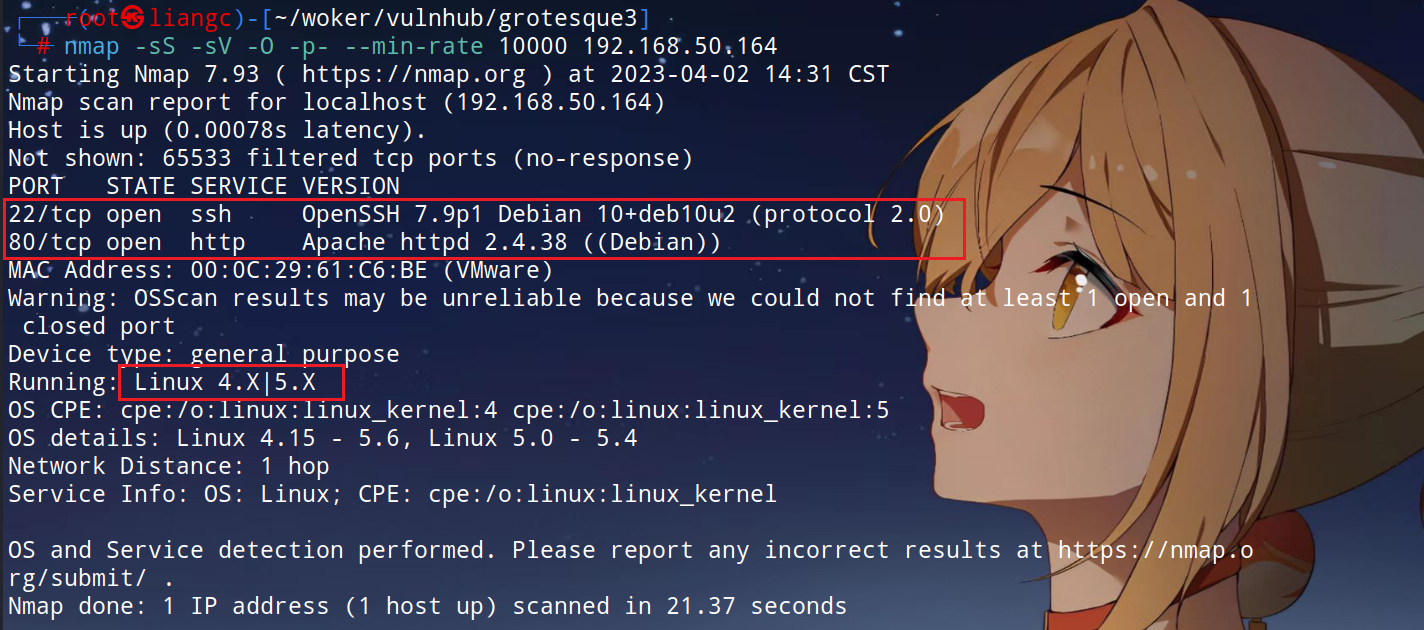 ┌──(root㉿liangc)-[~/woker/vulnhub/grotesque3]
└─# nmap -sS -sV -O -p- --min-rate 10000 192.168.50.164
Starting Nmap 7.93 ( https://nmap.org ) at 2023-04-02 14:31 CST
Nmap scan report for localhost (192.168.50.164)
Host is up (0.00078s latency).
Not shown: 65533 filtered tcp ports (no-response)
PORT   STATE SERVICE VERSION
22/tcp open  ssh     OpenSSH 7.9p1 Debian 10+deb10u2 (protocol 2.0)
80/tcp open  http    Apache httpd 2.4.38 ((Debian))
MAC Address: 00:0C:29:61:C6:BE (VMware)
Warning: OSScan results may be unreliable because we could not find at least 1 open and 1
 closed port
Device type: general purpose
Running: Linux 4.X|5.X
OS CPE: cpe:/o:linux:linux_kernel:4 cpe:/o:linux:linux_kernel:5
OS details: Linux 4.15 - 5.6, Linux 5.0 - 5.4
Network Distance: 1 hop
Service Info: OS: Linux; CPE: cpe:/o:linux:linux_kernel
OS and Service detection performed. Please report any incorrect results at https://nmap.o
rg/submit/ .
Nmap done: 1 IP address (1 host up) scanned in 21.37 seconds